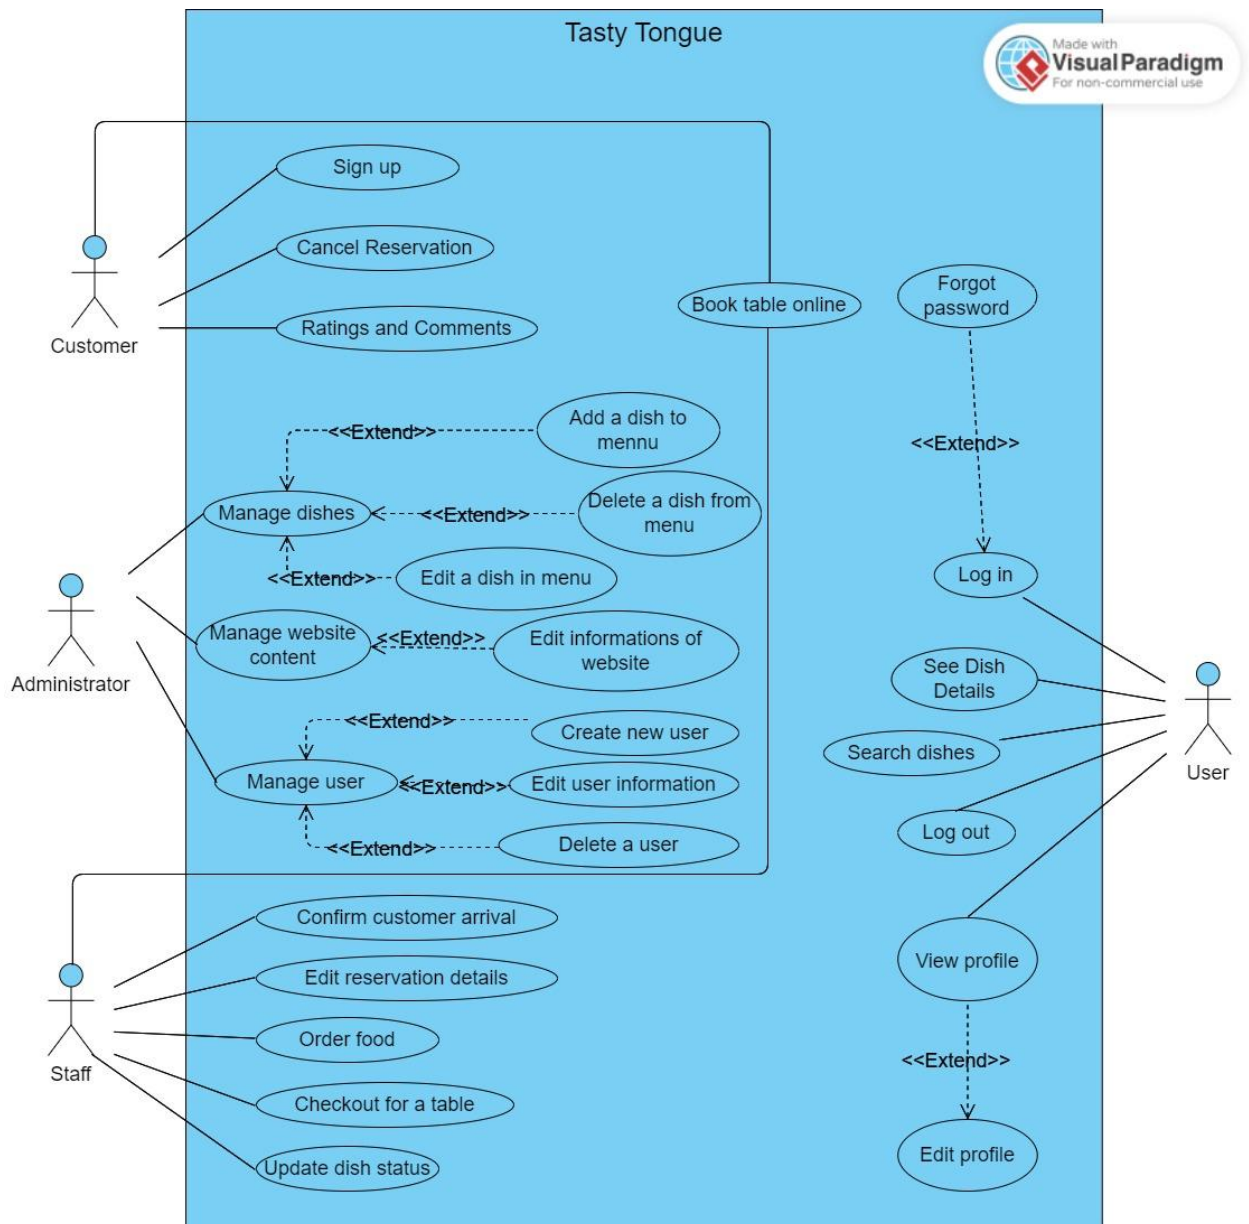 Tasty Tongue
Made with
VisualParadigm
For non-commercial use
Sign up
Cancel Reservation
Ratings and Comments
Customer
Book table online
Forgot
password
<<Extend>>
Log in
Add a dish to
mennu
<<Extend>>
Manage dishes
<<Extend>>
Delete a dish from
menu
<<Extend>>
Edit a dish in menu
Administrator
Manage website
content
<<Extend>>
Edit informations of
website
<<Extend>>
Create new user
Manage user
<<Extend>>
Edit user information
<<Extend>>
Delete a user
See Dish
Details
Search dishes
User
Log out
View profile
<<Extend>>
Edit profile
Confirm customer arrival
Edit reservation details
Order food
Staff
Checkout for a table
Update dish status